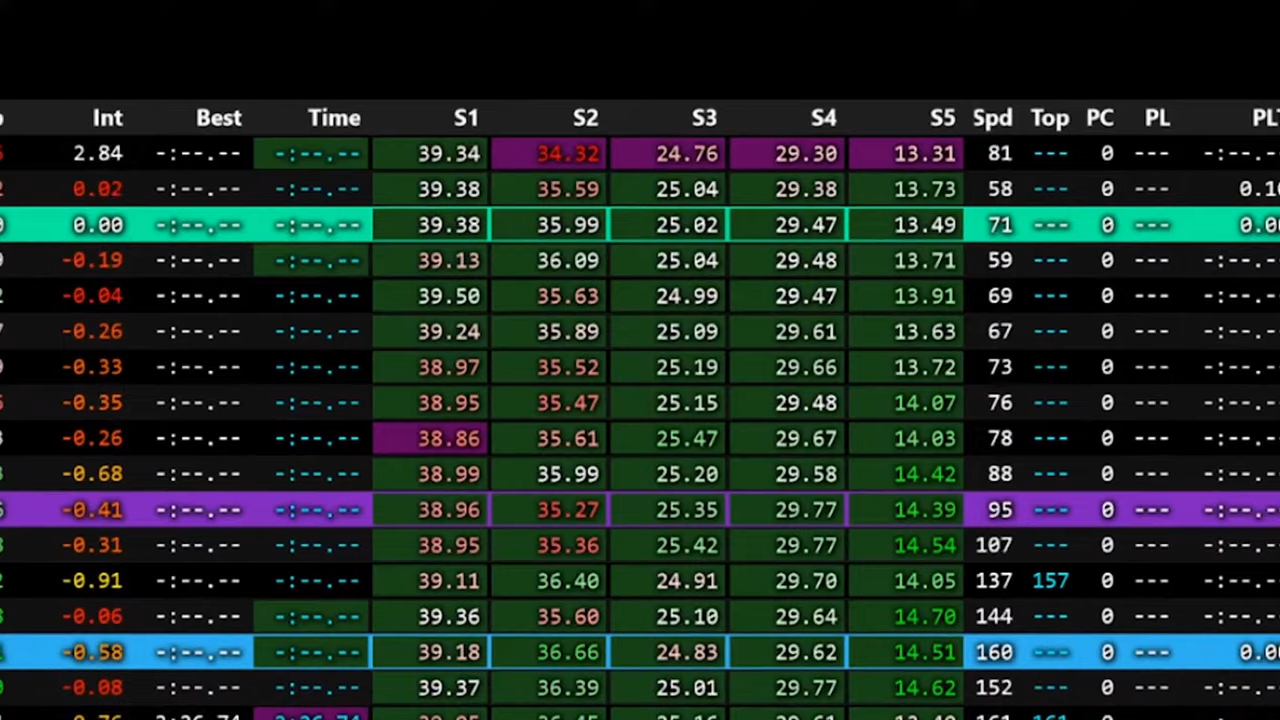 Int Best Time S1 S2 S3 S4 S5 Spd Top PC PL
2.84 -:--.-- -:--.-- 39.34 34.32 24.76 29.30 13.31 81 --- 0 --- -:--.--
0.02 -:--.-- -:--.-- 39.38 35.59 25.04 29.38 13.73 58 --- 0 --- 0.10
0.00 -:--.-- -:--.-- 39.38 35.99 25.02 29.47 13.49 71 --- 0 --- 0.00
-0.19 -:--.-- -:--.-- 39.13 36.09 25.04 29.48 13.71 59 --- 0 --- -:--.--
-0.04 -:--.-- -:--.-- 39.50 35.63 24.99 29.47 13.91 69 --- 0 --- -:--.--
-0.26 -:--.-- -:--.-- 39.24 35.89 25.09 29.61 13.63 67 --- 0 --- -:--.--
-0.33 -:--.-- -:--.-- 38.97 35.52 25.19 29.66 13.72 73 --- 0 --- -:--.--
-0.35 -:--.-- -:--.-- 38.95 35.47 25.15 29.48 14.07 76 --- 0 --- -:--.--
-0.26 -:--.-- -:--.-- 38.86 35.61 25.47 29.67 14.03 78 --- 0 --- -:--.--
-0.68 -:--.-- -:--.-- 38.99 35.99 25.20 29.58 14.42 88 --- 0 --- -:--.--
-0.41 -:--.-- -:--.-- 38.96 35.27 25.35 29.77 14.39 95 --- 0 --- -:--.--
-0.31 -:--.-- -:--.-- 38.95 35.36 25.42 29.77 14.54 107 --- 0 --- -:--.--
-0.91 -:--.-- -:--.-- 39.11 36.40 24.91 29.70 14.05 137 157 0 --- -:--.--
-0.06 -:--.-- -:--.-- 39.36 35.60 25.10 29.64 14.70 144 --- 0 --- -:--.--
-0.58 -:--.-- -:--.-- 39.18 36.66 24.83 29.62 14.51 160 --- 0 --- 0.00
-0.08 -:--.-- -:--.-- 39.37 36.39 25.01 29.77 14.62 152 --- 0 --- -:--.--